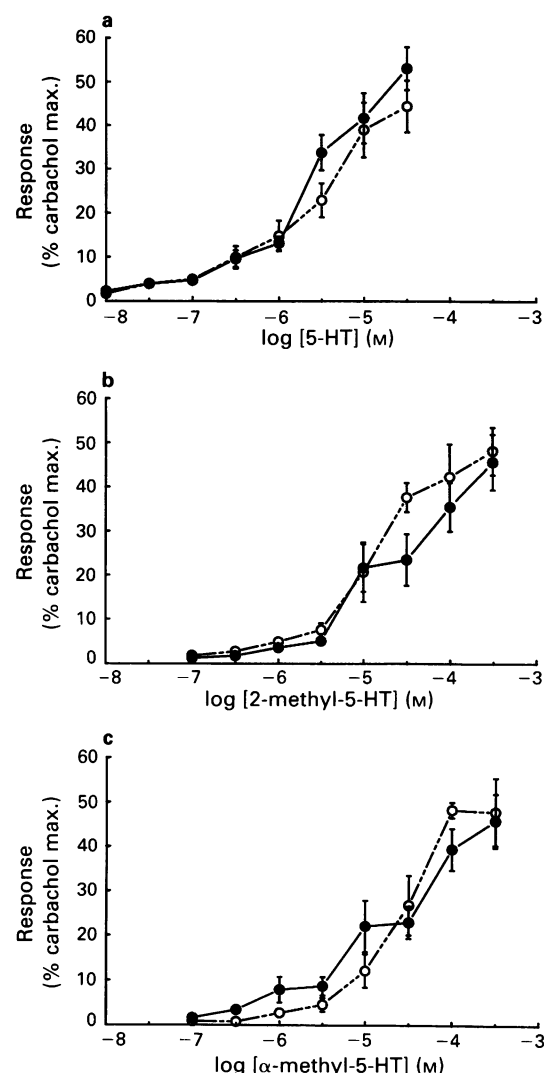 a
60
50
40
30
20
10
0
Response
(% carbachol max.)
−8 −7 −6 −5 −4 −3
log [5-HT] (M)
b
60
50
40
30
20
10
0
Response
(% carbachol max.)
−8 −7 −6 −5 −4 −3
log [2-methyl-5-HT] (M)
c
60
50
40
30
20
10
0
Response
(% carbachol max.)
−8 −7 −6 −5 −4 −3
log [α-methyl-5-HT] (M)